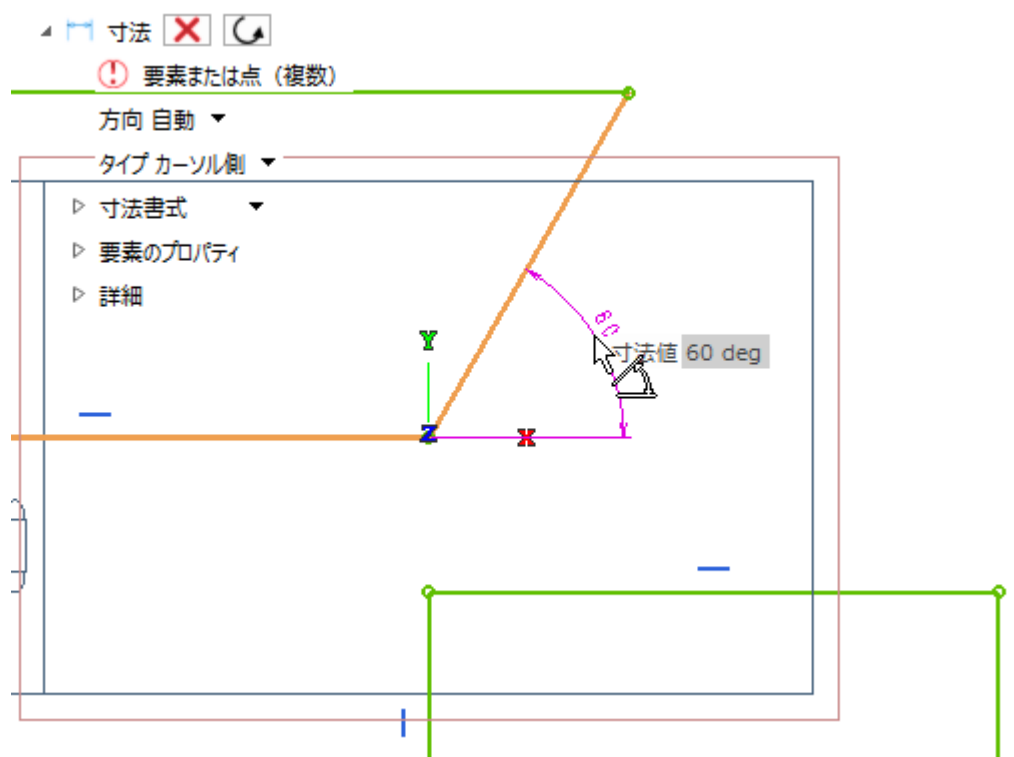 寸法
要素または点（複数）
方向 自動
タイプ カーソル側
寸法書式
要素のプロパティ
詳細
60
寸法値 60 deg
Y
Z
X